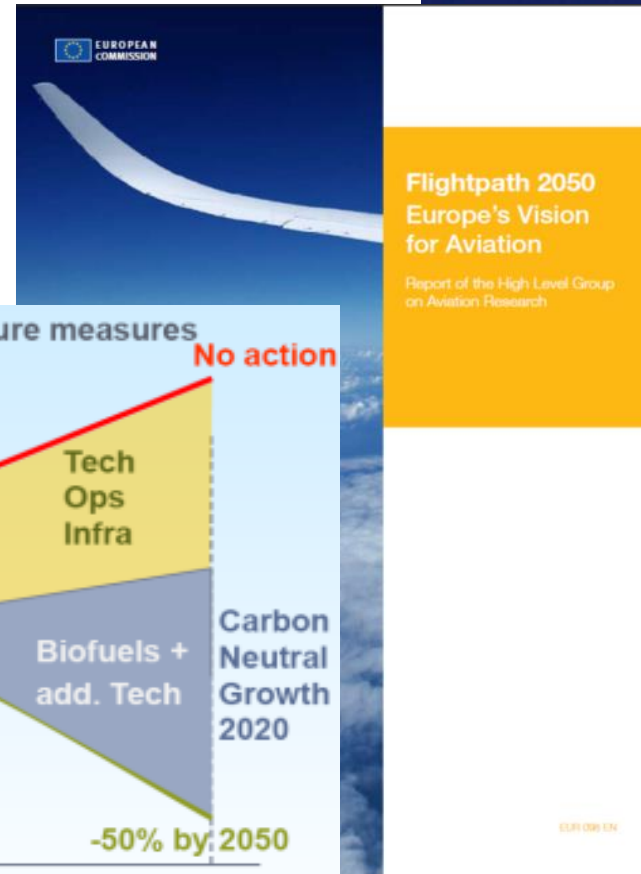 EUROPEAN
COMMISSION
Flightpath 2050
Europe's Vision
for Aviation
Report of the High Level Group
on Aviation Research
ure measures
No action
Tech
Ops
Infra
Biofuels +
add. Tech
Carbon
Neutral
Growth
2020
-50% by 2050
EN